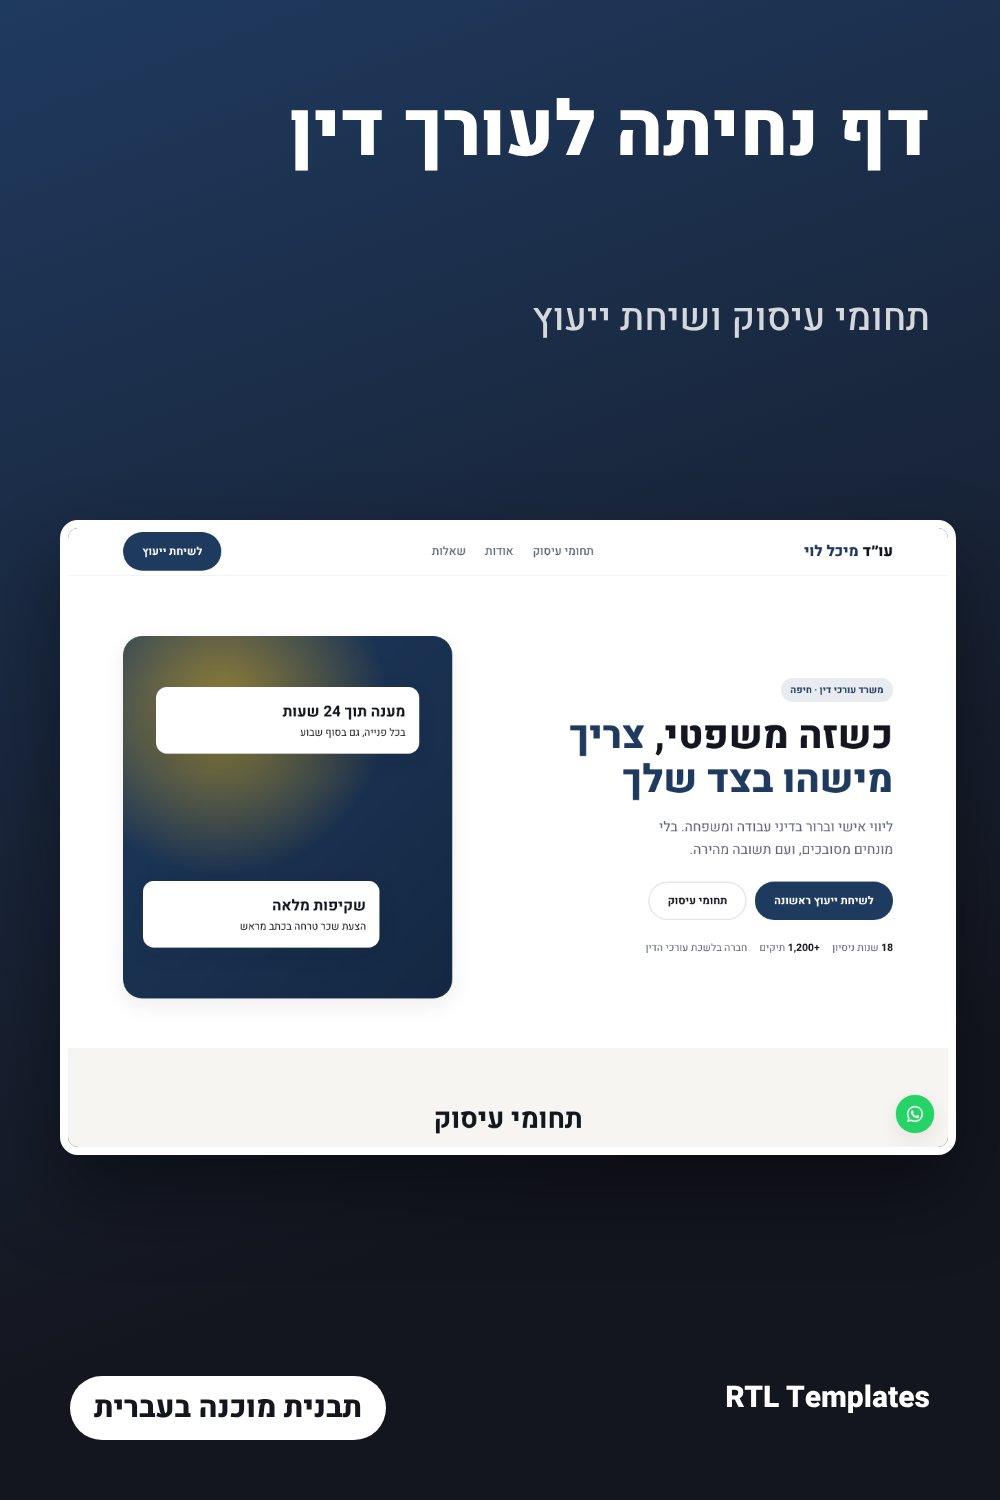 דף נחיתה לעורך דין
תחומי עיסוק ושיחת ייעוץ
עו״ד מיכל לוי
תחומי עיסוק
אודות
שאלות
לשיחת ייעוץ
משרד עורכי דין · חיפה
כשזה משפטי, צריך
מישהו בצד שלך
ליווי אישי וברור בדיני עבודה ומשפחה. בלי
מונחים מסובכים, ועם תשובה מהירה.
לשיחת ייעוץ ראשונה
תחומי עיסוק
18 שנות ניסיון
1,200+ תיקים
חברה בלשכת עורכי הדין
מענה תוך 24 שעות
בכל פנייה, גם בסוף שבוע
שקיפות מלאה
הצעת שכר טרחה בכתב מראש
תחומי עיסוק
RTL Templates
תבנית מוכנה בעברית